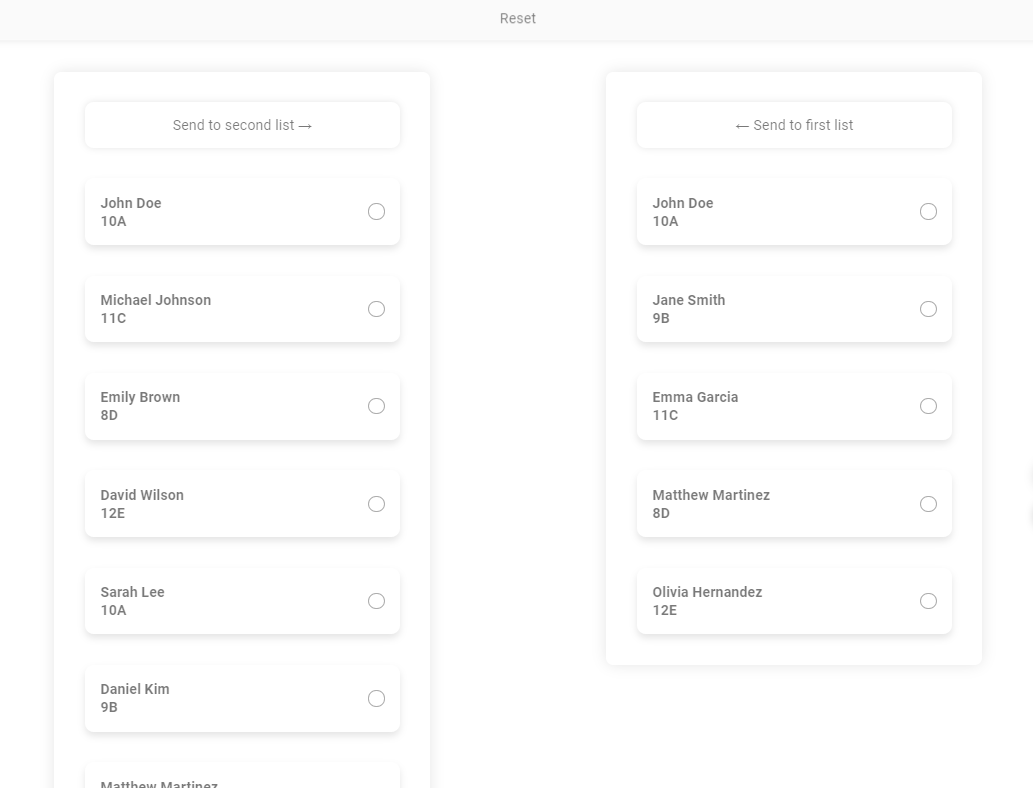 Reset
Send to second list →
John Doe
10A
Michael Johnson
11C
Emily Brown
8D
David Wilson
12E
Sarah Lee
10A
Daniel Kim
9B
Matthew Martinez
← Send to first list
John Doe
10A
Jane Smith
9B
Emma Garcia
11C
Matthew Martinez
8D
Olivia Hernandez
12E